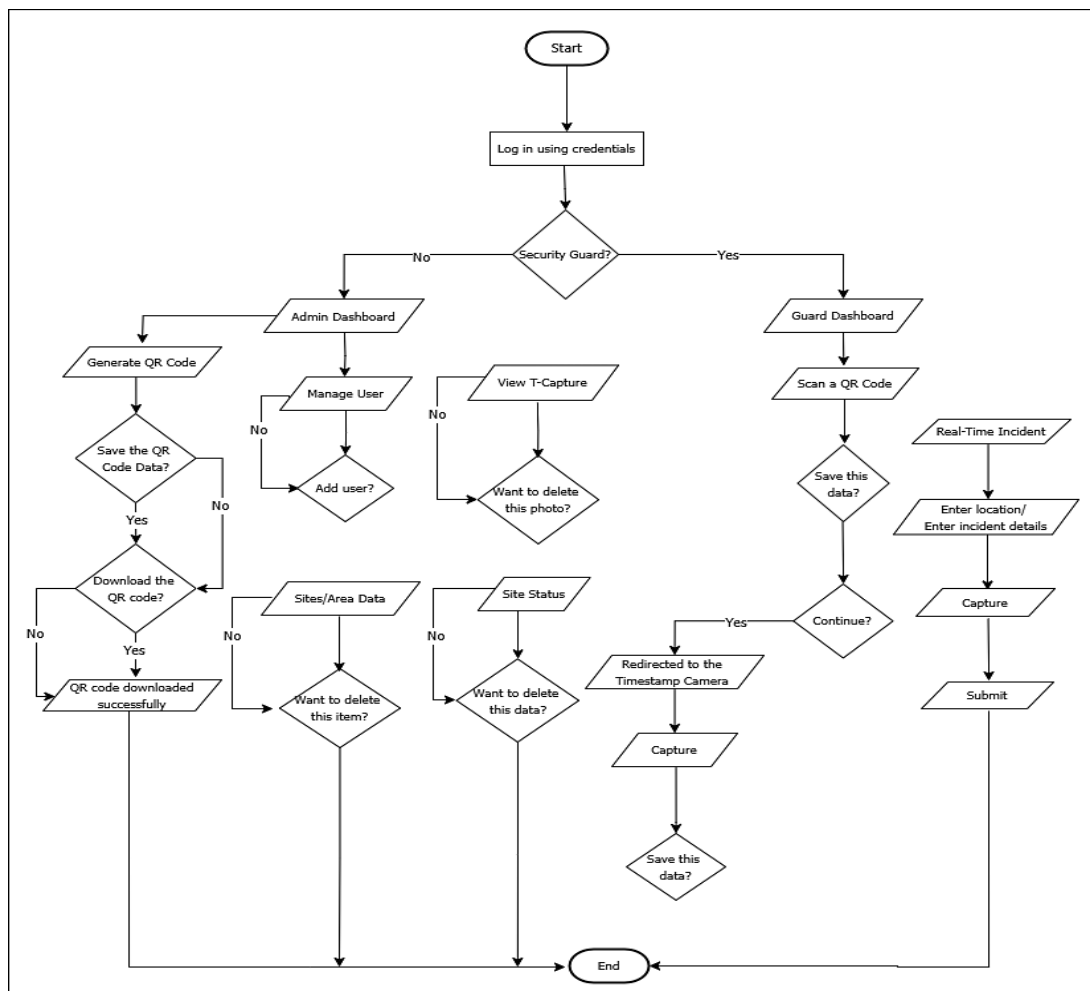 Start
Log in using credentials
Security Guard?
No
Yes
Admin Dashboard
Guard Dashboard
Generate QR Code
Manage User
View T-Capture
Scan a QR Code
No
No
Real-Time Incident
Save the QR
Code Data?
Add user?
Want to delete
this photo?
Save this
data?
No
Yes
Enter location/
Enter incident details
Download the
QR code?
Sites/Area Data
Site Status
Capture
No
Yes
No
No
Continue?
Yes
Redirected to the
Timestamp Camera
QR code downloaded
successfully
Want to delete
this item?
Want to delete
this data?
Submit
Capture
Save this
data?
End